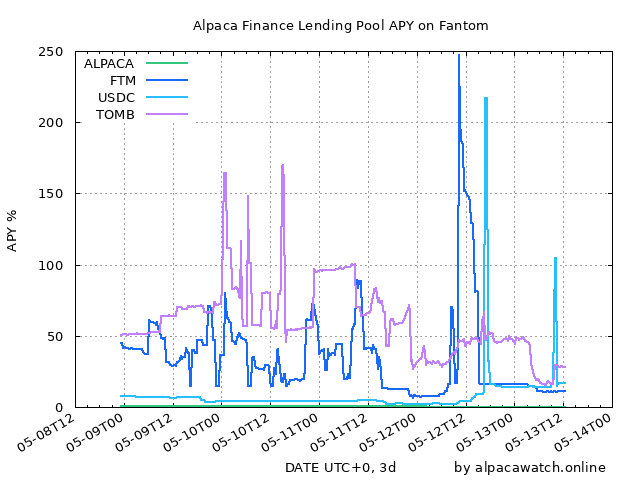 Alpaca Finance Lending Pool APY on Fantom
250
200
150
100
50
0
APY %
ALPACA
FTM
USDC
TOMB
05-08T12
05-09T00
05-09T12
05-10T00
05-10T12
05-11T00
05-11T12
05-12T00
05-12T12
05-13T00
05-13T12
05-14T00
DATE UTC+0, 3d
by alpacawatch.online